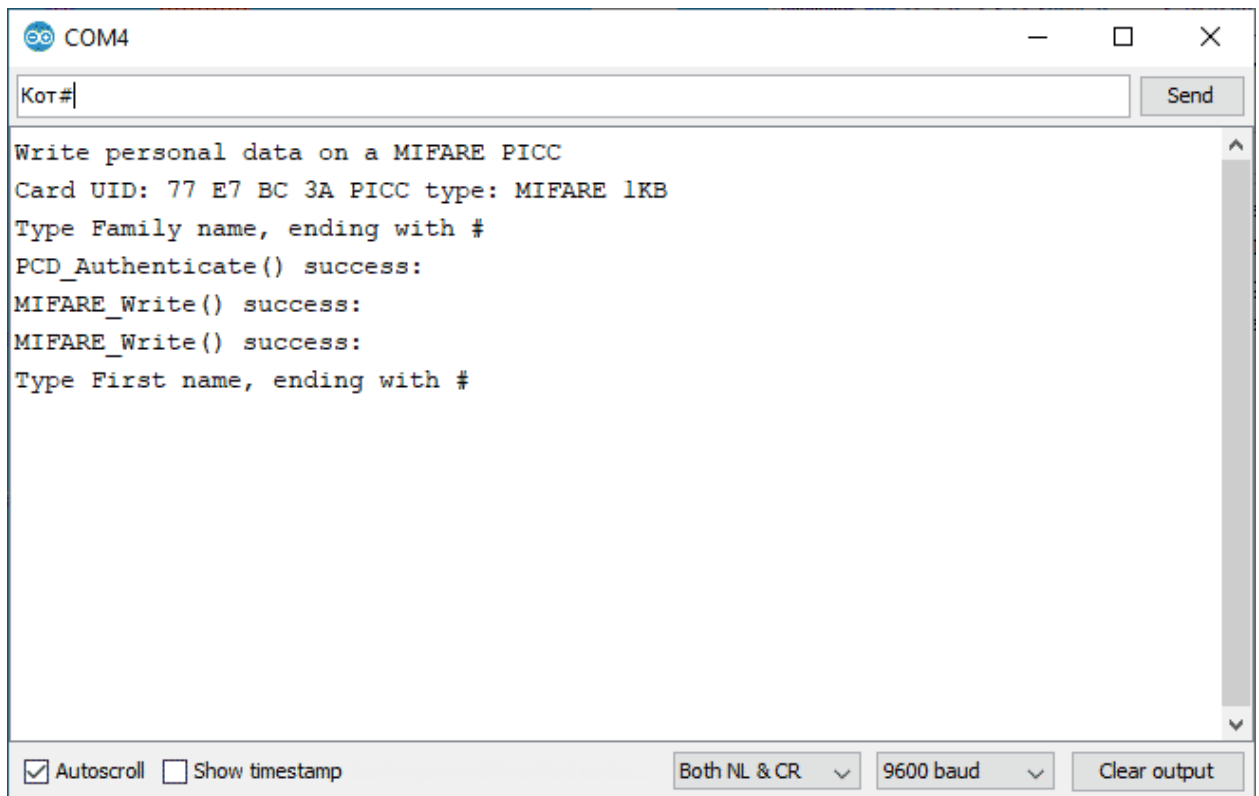 COM4
Кот#
Send
Write personal data on a MIFARE PICC
Card UID: 77 E7 BC 3A PICC type: MIFARE 1KB
Type Family name, ending with #
PCD_Authenticate() success:
MIFARE_Write() success:
MIFARE_Write() success:
Type First name, ending with #
Autoscroll Show timestamp Both NL & CR 9600 baud Clear output